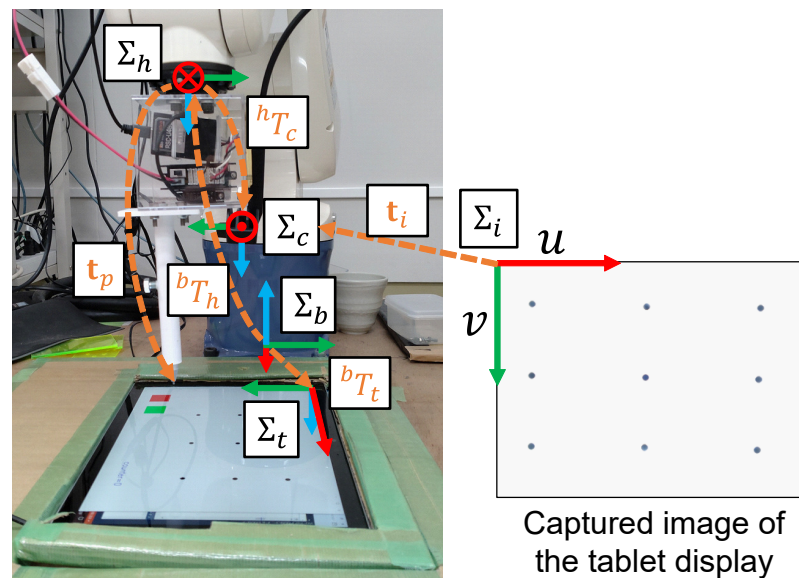 Σ_h
^hT_c
Σ_c
t_i
Σ_i
u
t_p
^bT_h
Σ_b
v
^bT_t
Σ_t
Captured image of
the tablet display